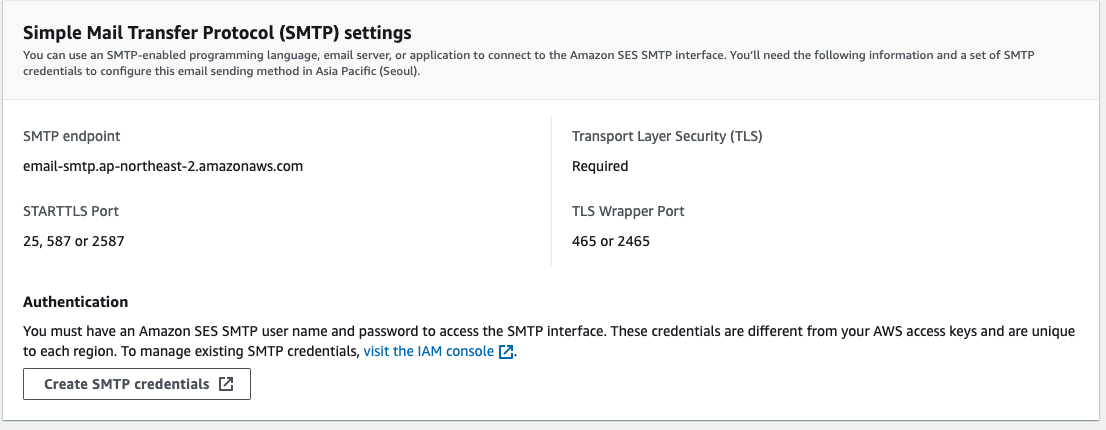 Simple Mail Transfer Protocol (SMTP) settings
You can use an SMTP-enabled programming language, email server, or application to connect to the Amazon SES SMTP interface. You’ll need the following information and a set of SMTP
credentials to configure this email sending method in Asia Pacific (Seoul).
SMTP endpoint
email-smtp.ap-northeast-2.amazonaws.com
Transport Layer Security (TLS)
Required
STARTTLS Port
25, 587 or 2587
TLS Wrapper Port
465 or 2465
Authentication
You must have an Amazon SES SMTP user name and password to access the SMTP interface. These credentials are different from your AWS access keys and are unique
to each region. To manage existing SMTP credentials, visit the IAM console.
Create SMTP credentials